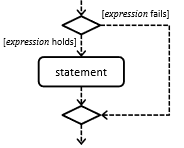 [expression fails]
[expression holds]
statement